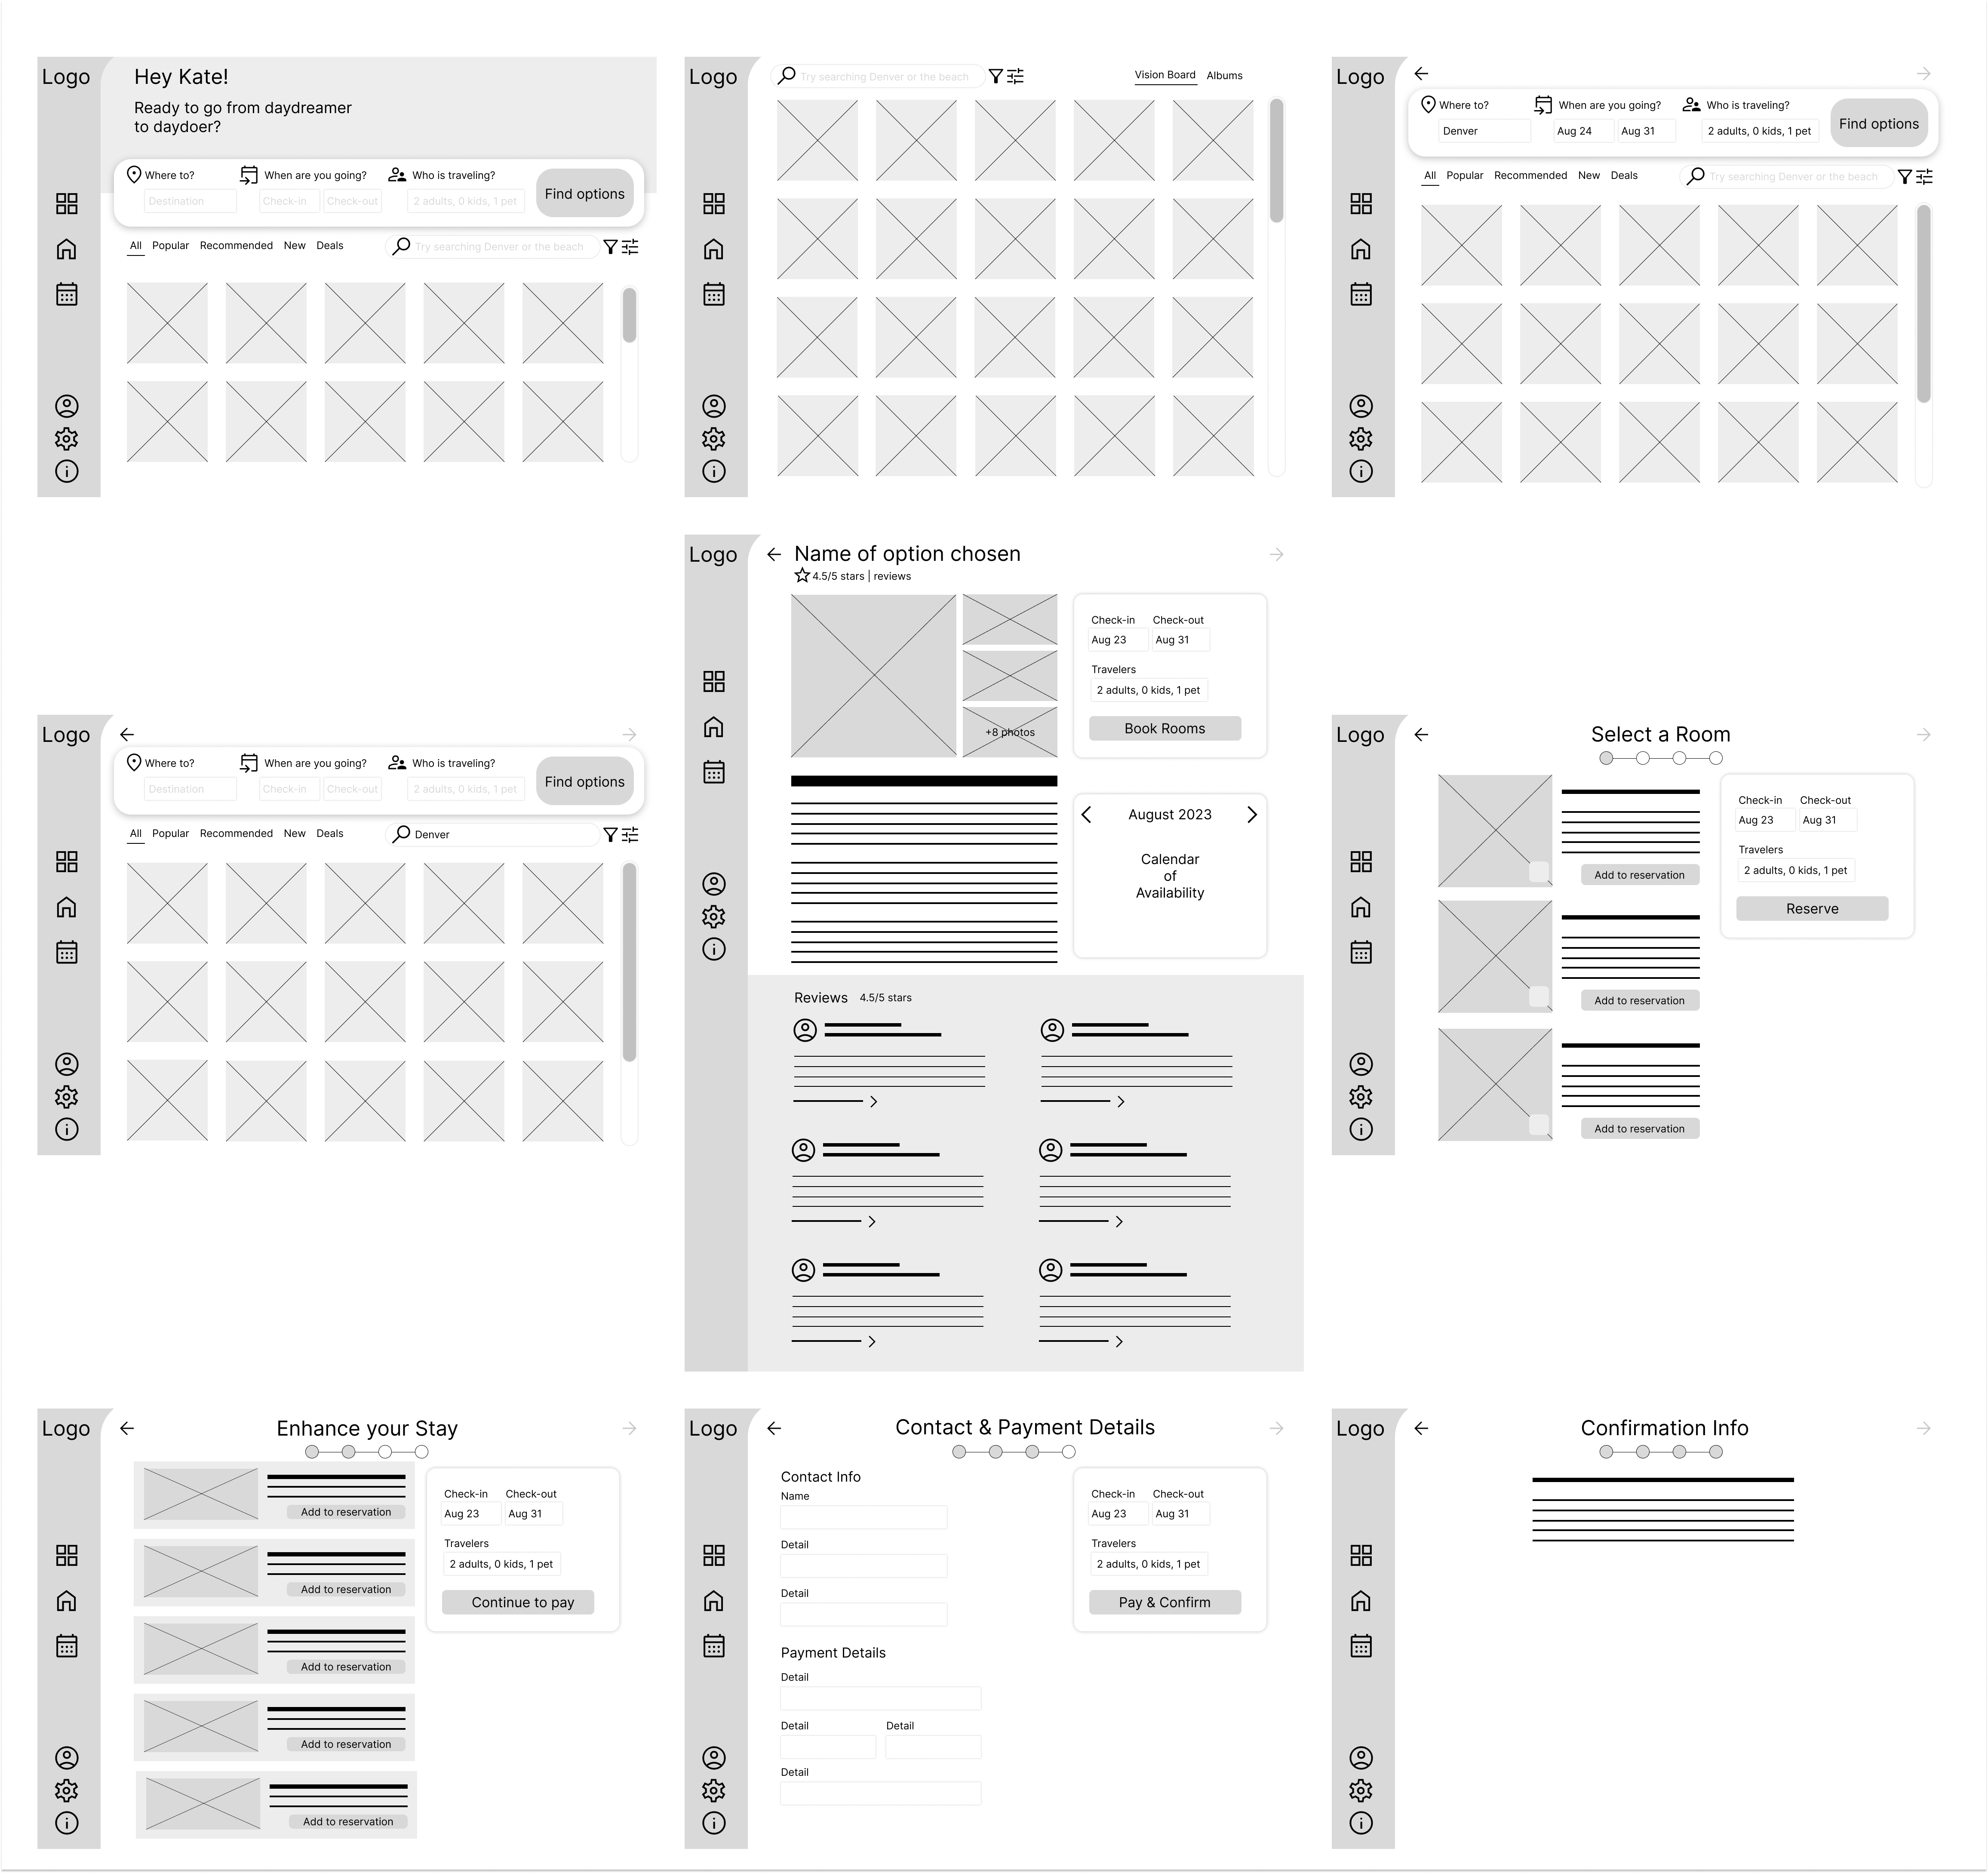 Logo
Hey Kate!
Ready to go from daydreamer
to daydoer?
Where to?
When are you going?
Who is traveling?
Destination
Check-in
Check-out
2 adults, 0 kids, 1 pet
Find options
All Popular Recommended New Deals
Try searching Denver or the beach
Logo
Try searching Denver or the beach
Vision Board Albums
Logo
Where to?
When are you going?
Who is traveling?
Denver
Aug 24
Aug 31
2 adults, 0 kids, 1 pet
Find options
All Popular Recommended New Deals
Try searching Denver or the beach
Logo
Where to?
When are you going?
Who is traveling?
Destination
Check-in
Check-out
2 adults, 0 kids, 1 pet
Find options
All Popular Recommended New Deals
Denver
Logo
Name of option chosen
4.5/5 stars | reviews
+8 photos
Check-in Check-out
Aug 23 Aug 31
Travelers
2 adults, 0 kids, 1 pet
Book Rooms
August 2023
Calendar
of
Availability
Reviews 4.5/5 stars
Logo
Select a Room
Add to reservation
Add to reservation
Add to reservation
Check-in Check-out
Aug 23 Aug 31
Travelers
2 adults, 0 kids, 1 pet
Reserve
Logo
Enhance your Stay
Add to reservation
Add to reservation
Add to reservation
Add to reservation
Add to reservation
Check-in Check-out
Aug 23 Aug 31
Travelers
2 adults, 0 kids, 1 pet
Continue to pay
Logo
Contact & Payment Details
Contact Info
Name
Detail
Detail
Payment Details
Detail
Detail Detail
Detail
Check-in Check-out
Aug 23 Aug 31
Travelers
2 adults, 0 kids, 1 pet
Pay & Confirm
Logo
Confirmation Info